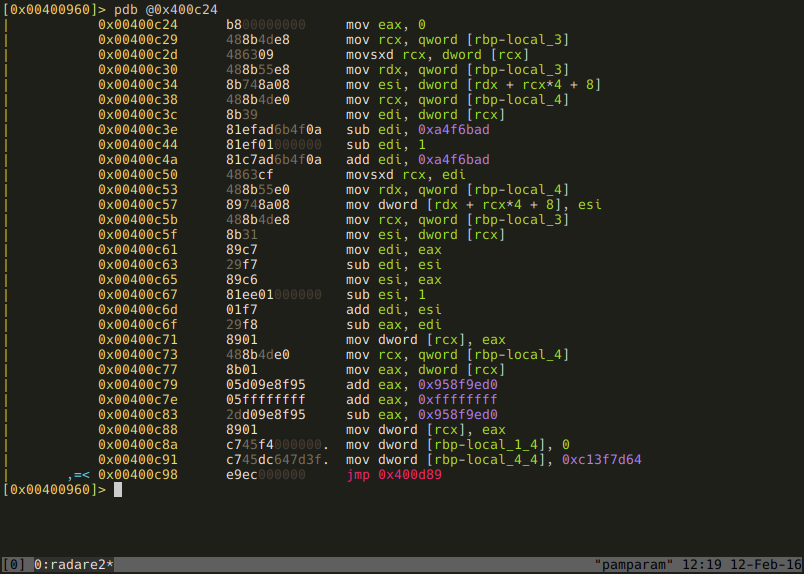 [0x00400960]> pdb @0x400c24
| 0x00400c24 b800000000 mov eax, 0
| 0x00400c29 488b4de8 mov rcx, qword [rbp-local_3]
| 0x00400c2d 486309 movsxd rcx, dword [rcx]
| 0x00400c30 488b55e8 mov rdx, qword [rbp-local_3]
| 0x00400c34 8b748a08 mov esi, dword [rdx + rcx*4 + 8]
| 0x00400c38 488b4de0 mov rcx, qword [rbp-local_4]
| 0x00400c3c 8b39 mov edi, dword [rcx]
| 0x00400c3e 81efad6b4f0a sub edi, 0xa4f6bad
| 0x00400c44 81ef01000000 sub edi, 1
| 0x00400c4a 81c7ad6b4f0a add edi, 0xa4f6bad
| 0x00400c50 4863cf movsxd rcx, edi
| 0x00400c53 488b55e0 mov rdx, qword [rbp-local_4]
| 0x00400c57 89748a08 mov dword [rdx + rcx*4 + 8], esi
| 0x00400c5b 488b4de8 mov rcx, qword [rbp-local_3]
| 0x00400c5f 8b31 mov esi, dword [rcx]
| 0x00400c61 89c7 mov edi, eax
| 0x00400c63 29f7 sub edi, esi
| 0x00400c65 89c6 mov esi, eax
| 0x00400c67 81ee01000000 sub esi, 1
| 0x00400c6d 01f7 add edi, esi
| 0x00400c6f 29f8 sub eax, edi
| 0x00400c71 8901 mov dword [rcx], eax
| 0x00400c73 488b4de0 mov rcx, qword [rbp-local_4]
| 0x00400c77 8b01 mov eax, dword [rcx]
| 0x00400c79 05d09e8f95 add eax, 0x958f9ed0
| 0x00400c7e 05ffffffff add eax, 0xffffffff
| 0x00400c83 2dd09e8f95 sub eax, 0x958f9ed0
| 0x00400c88 8901 mov dword [rcx], eax
| 0x00400c8a c745f4000000. mov dword [rbp-local_1_4], 0
| 0x00400c91 c745dc647d3f. mov dword [rbp-local_4_4], 0xc13f7d64
| ,=< 0x00400c98 e9ec000000 jmp 0x400d89
[0x00400960]>
[0] 0:radare2* "pamparam" 12:19 12-Feb-16